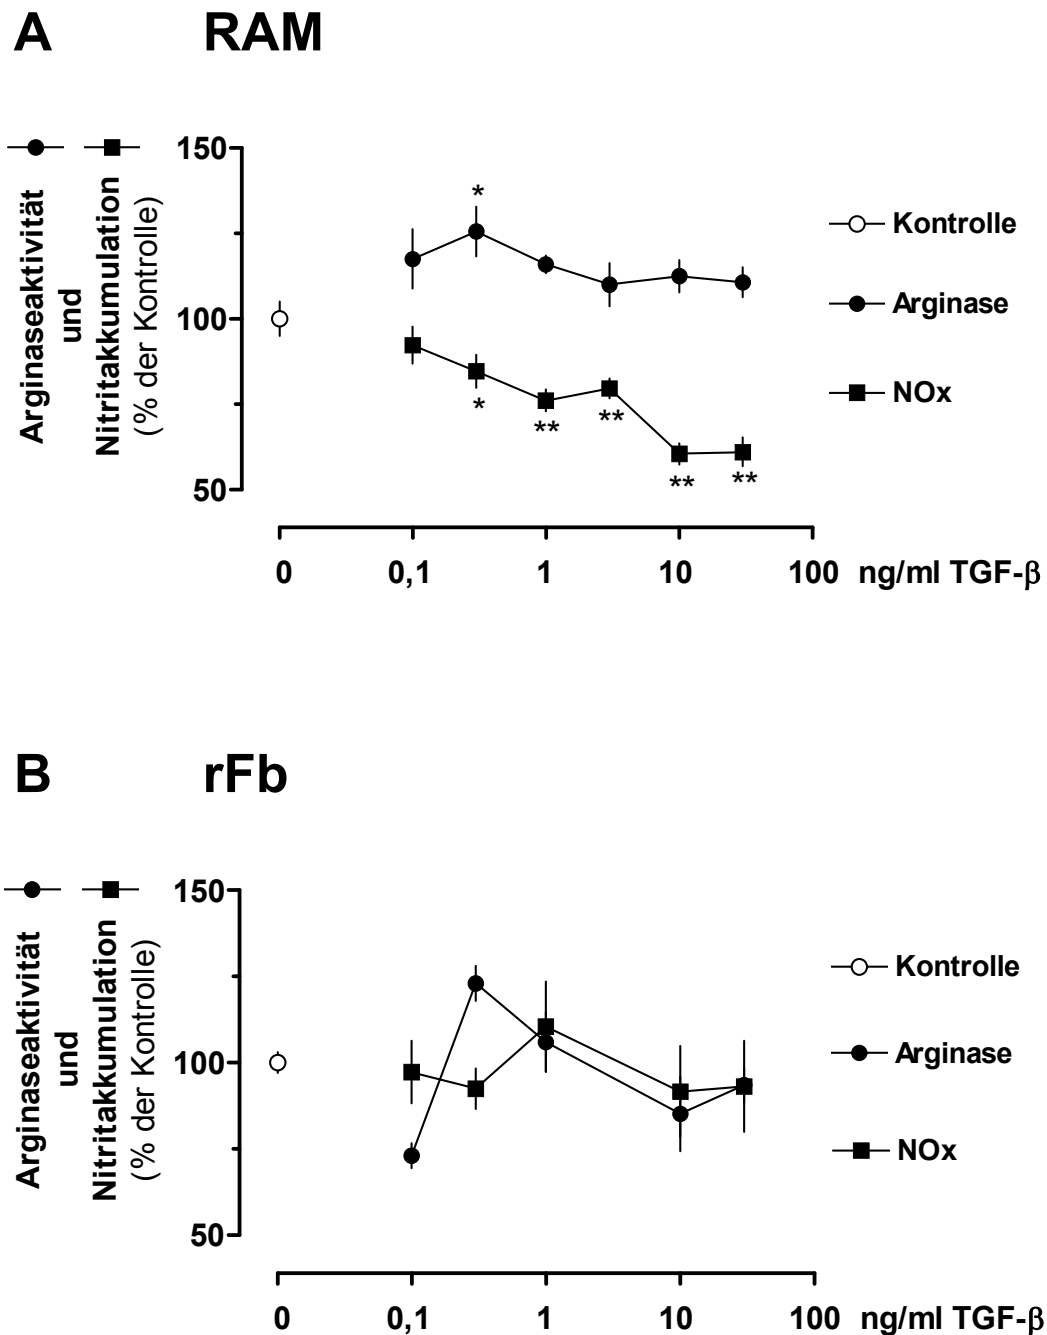 A RAM
Arginaseaktivität
und
Nitritakkumulation
(% der Kontrolle)
150
100
50
*
*
**
**
**
**
Kontrolle
Arginase
NOx
0 0,1 1 10 100 ng/ml TGF-β
B rFb
Arginaseaktivität
und
Nitritakkumulation
(% der Kontrolle)
150
100
50
Kontrolle
Arginase
NOx
0 0,1 1 10 100 ng/ml TGF-β